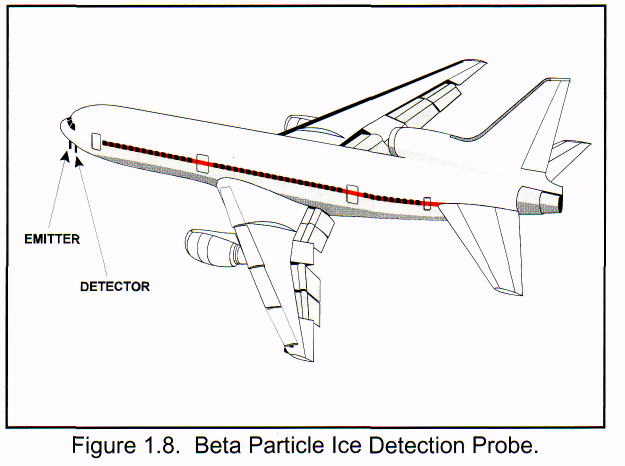 EMITTER
DETECTOR
Figure 1.8. Beta Particle Ice Detection Probe.